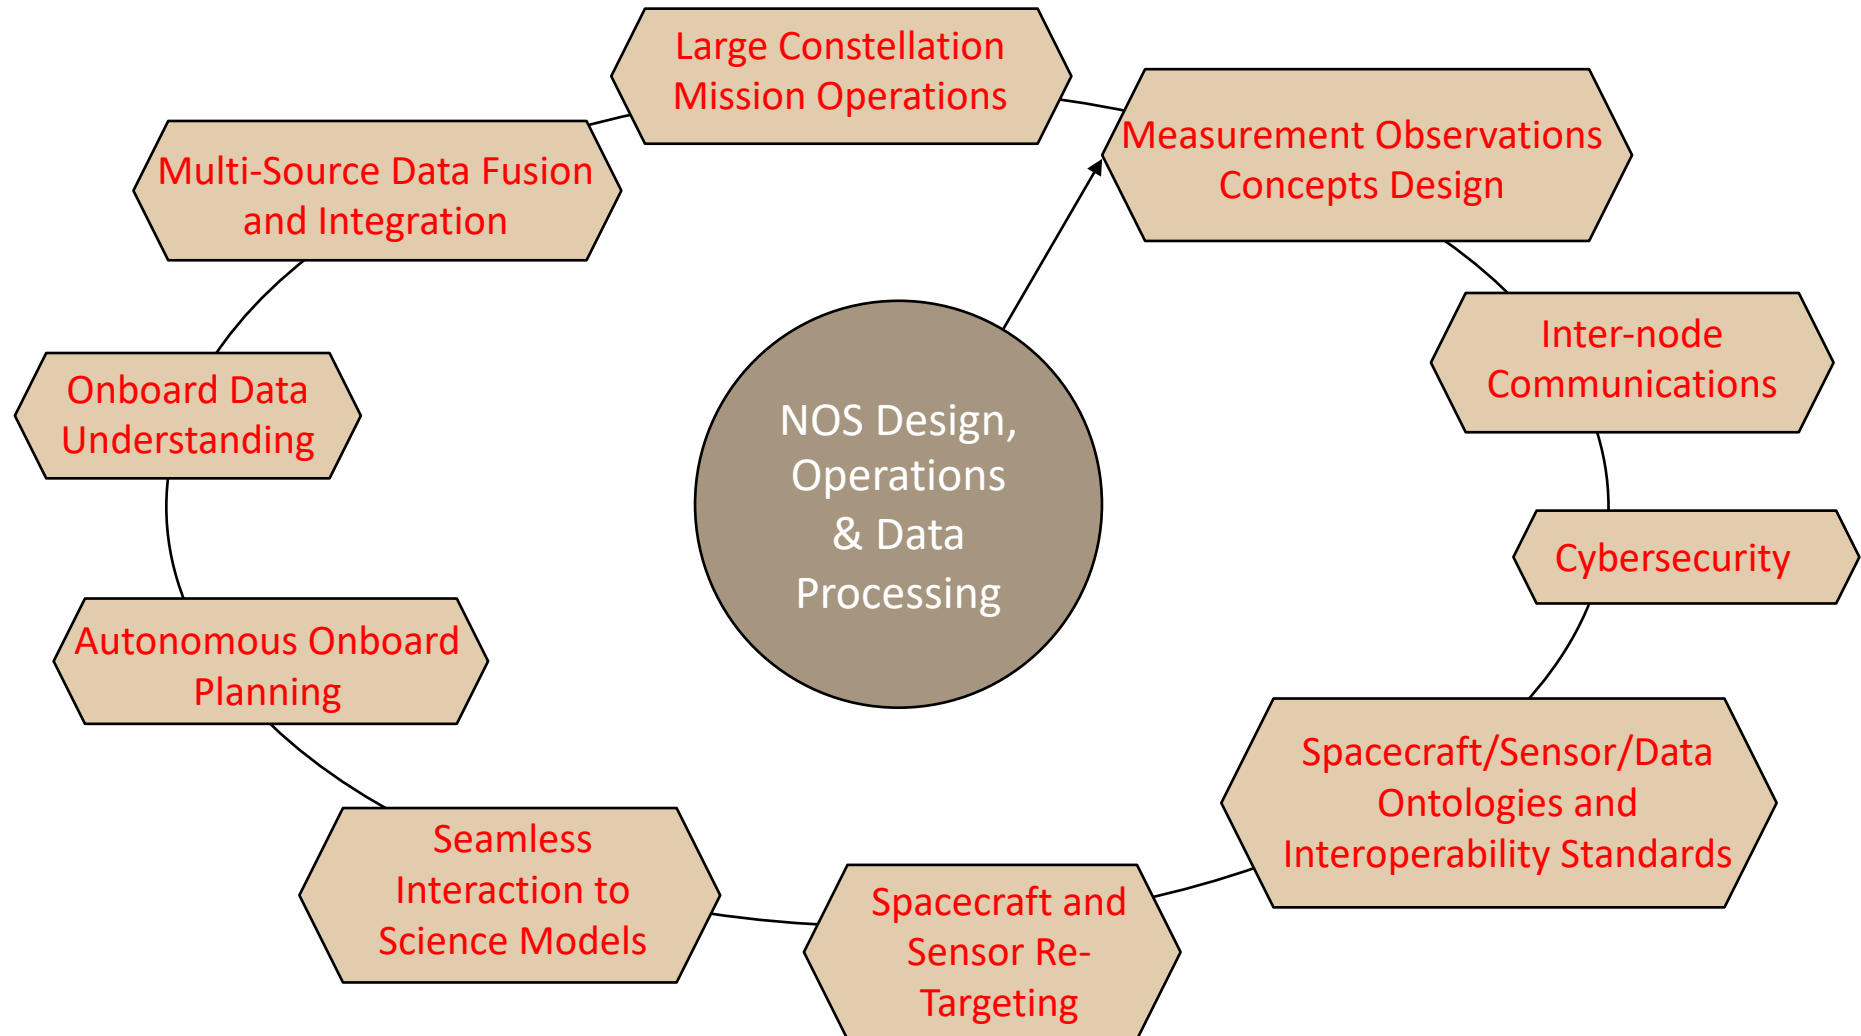 Large Constellation
Mission Operations
Measurement Observations
Concepts Design
Multi-Source Data Fusion
and Integration
Inter-node
Communications
Onboard Data
Understanding
NOS Design,
Operations
& Data
Processing
Cybersecurity
Autonomous Onboard
Planning
Spacecraft/Sensor/Data
Ontologies and
Interoperability Standards
Seamless
Interaction to
Science Models
Spacecraft and
Sensor Re-
Targeting